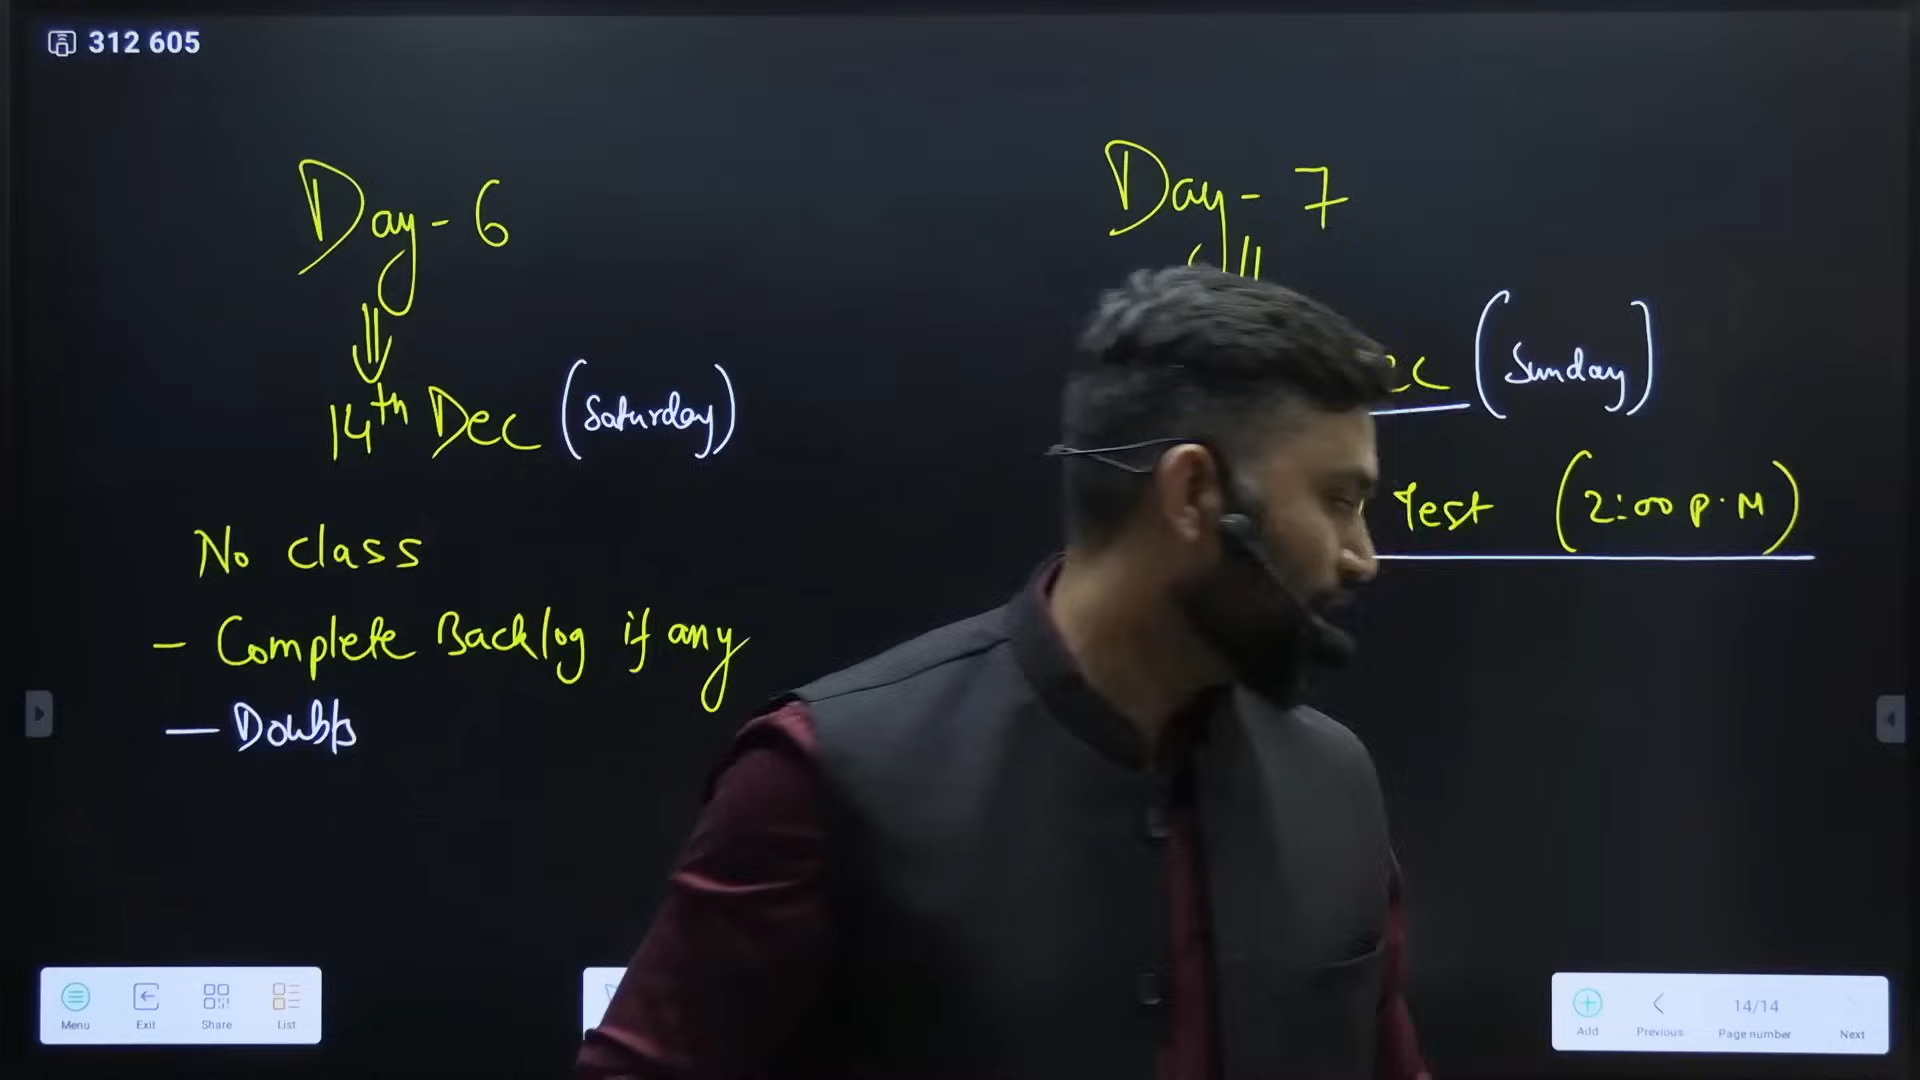 312 605
Day - 6
14th Dec (Saturday)
No class
- Complete Backlog if any
- Doubts
Day - 7
(Sunday)
Test (2:00 P.M)
Menu
Exit
Share
List
Add
Previous
14/14
Page number
Next